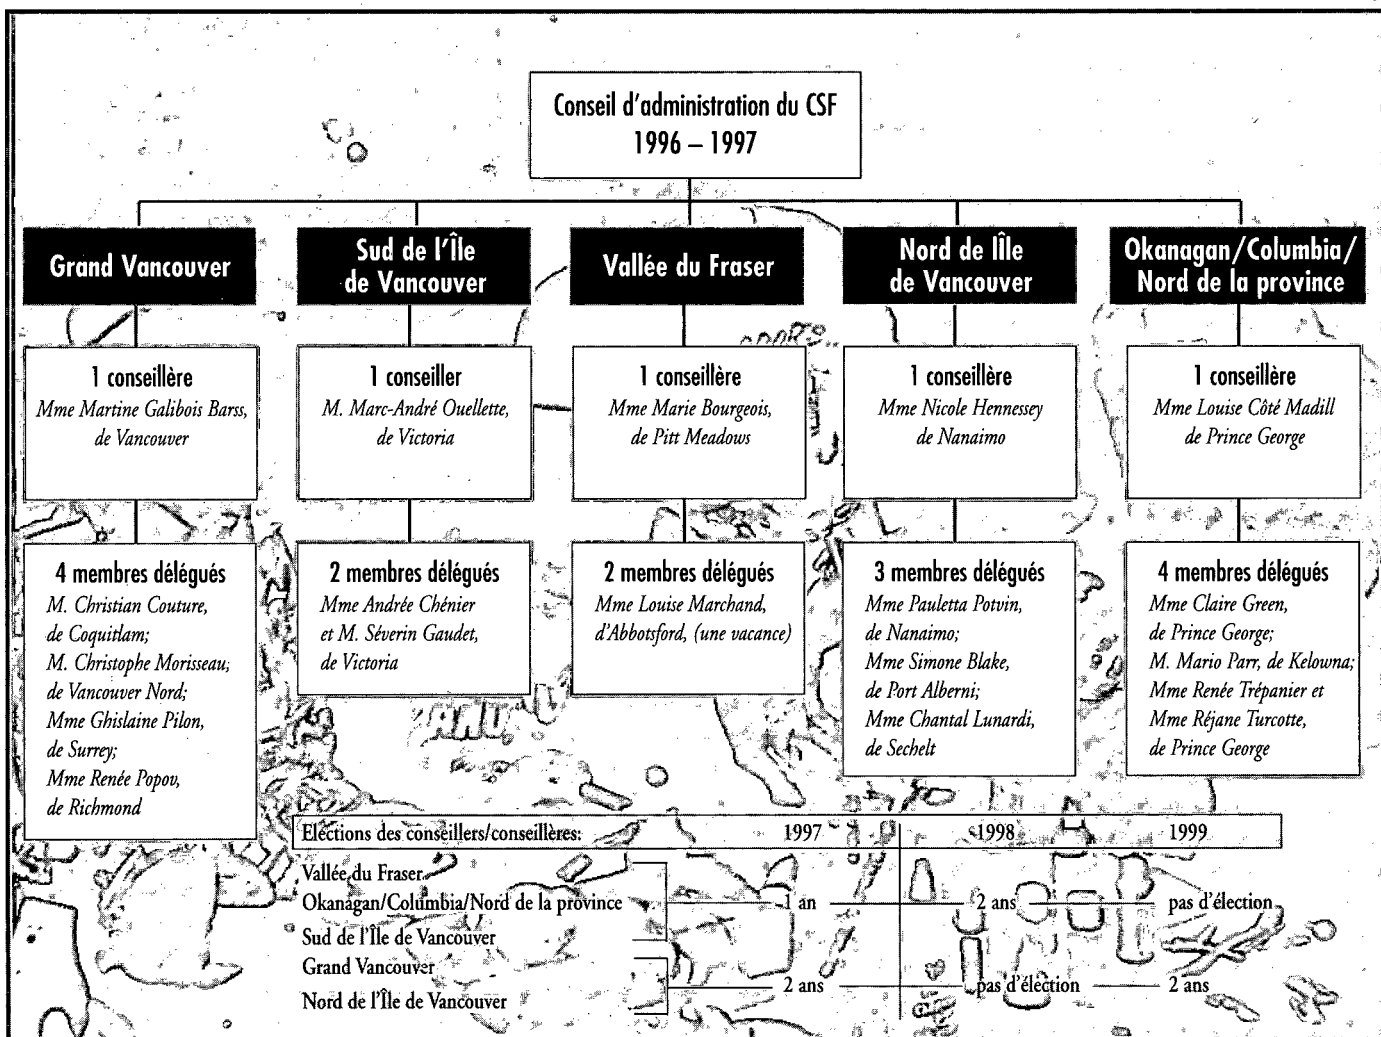 Conseil d'administration du CSF
1996 – 1997
Grand Vancouver
1 conseillère
Mme Martine Galibois Barss,
de Vancouver
4 membres délégués
M. Christian Couture,
de Coquitlam;
M. Christophe Morisseau;
de Vancouver Nord;
Mme Ghislaine Pilon,
de Surrey;
Mme Renée Popov,
de Richmond
Sud de l'Île
de Vancouver
1 conseiller
M. Marc-André Ouellette,
de Victoria
2 membres délégués
Mme Andrée Chénier
et M. Séverin Gaudet,
de Victoria
Vallée du Fraser
1 conseillère
Mme Marie Bourgeois,
de Pitt Meadows
2 membres délégués
Mme Louise Marchand,
d'Abbotsford, (une vacance)
Nord de lÎle
de Vancouver
1 conseillère
Mme Nicole Hennessey
de Nanaimo
3 membres délégués
Mme Pauletta Potvin,
de Nanaimo;
Mme Simone Blake,
de Port Alberni;
Mme Chantal Lunardi,
de Sechelt
Okanagan/Columbia/
Nord de la province
1 conseillère
Mme Louise Côté Madill
de Prince George
4 membres délégués
Mme Claire Green,
de Prince George;
M. Mario Parr, de Kelowna;
Mme Renée Trépanier et
Mme Réjane Turcotte,
de Prince George
Elections des conseillers/conseillères: 1997 1998 1999
Vallée du Fraser
Okanagan/Columbia/Nord de la province 1 an 2 ans pas d'élection
Sud de l'Île de Vancouver
Grand Vancouver
2 ans pas d'élection 2 ans
Nord de l'Île de Vancouver